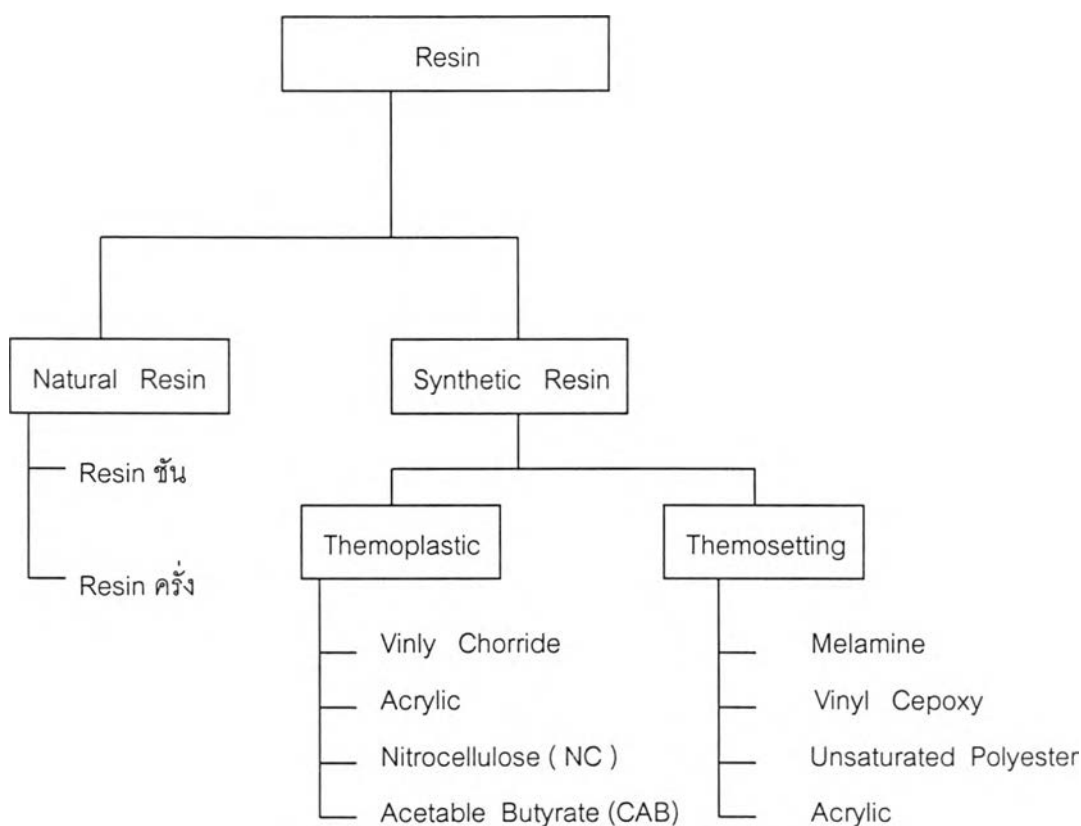 Resin
Natural Resin
Synthetic Resin
Resin ชัน
Resin ครั่ง
Themoplastic
Themosetting
Vinly Chorride
Acrylic
Nitrocellulose ( NC )
Acetable Butyrate (CAB)
Melamine
Vinyl Cepoxy
Unsaturated Polyester
Acrylic